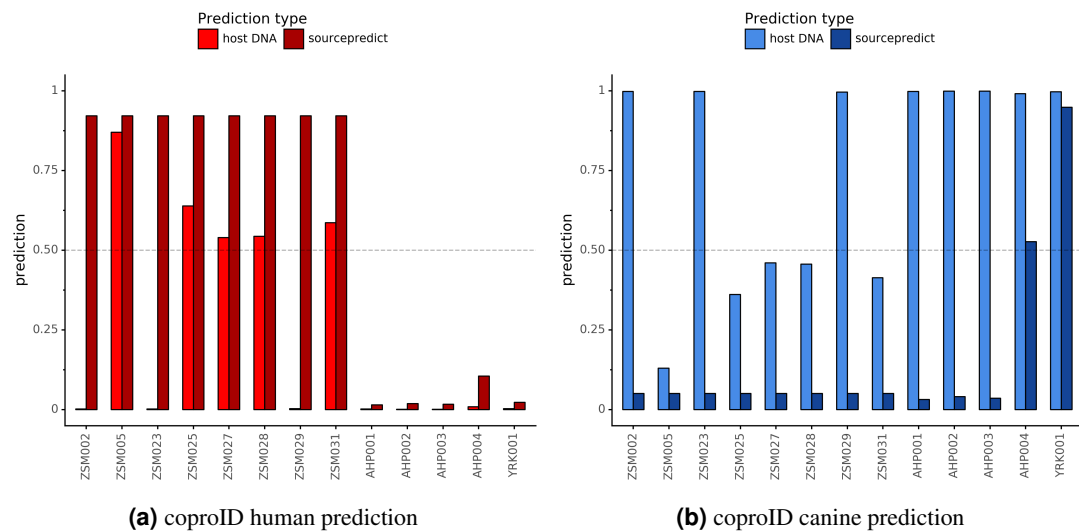 Prediction type
host DNA sourcepredict
1
0.75
0.50
0.25
0
prediction
ZSM002
ZSM005
ZSM023
ZSM025
ZSM027
ZSM028
ZSM029
ZSM031
AHP001
AHP002
AHP003
AHP004
YRK001
(a) coproID human prediction
Prediction type
host DNA sourcepredict
1
0.75
0.50
0.25
0
prediction
ZSM002
ZSM005
ZSM023
ZSM025
ZSM027
ZSM028
ZSM029
ZSM031
AHP001
AHP002
AHP003
AHP004
YRK001
(b) coproID canine prediction